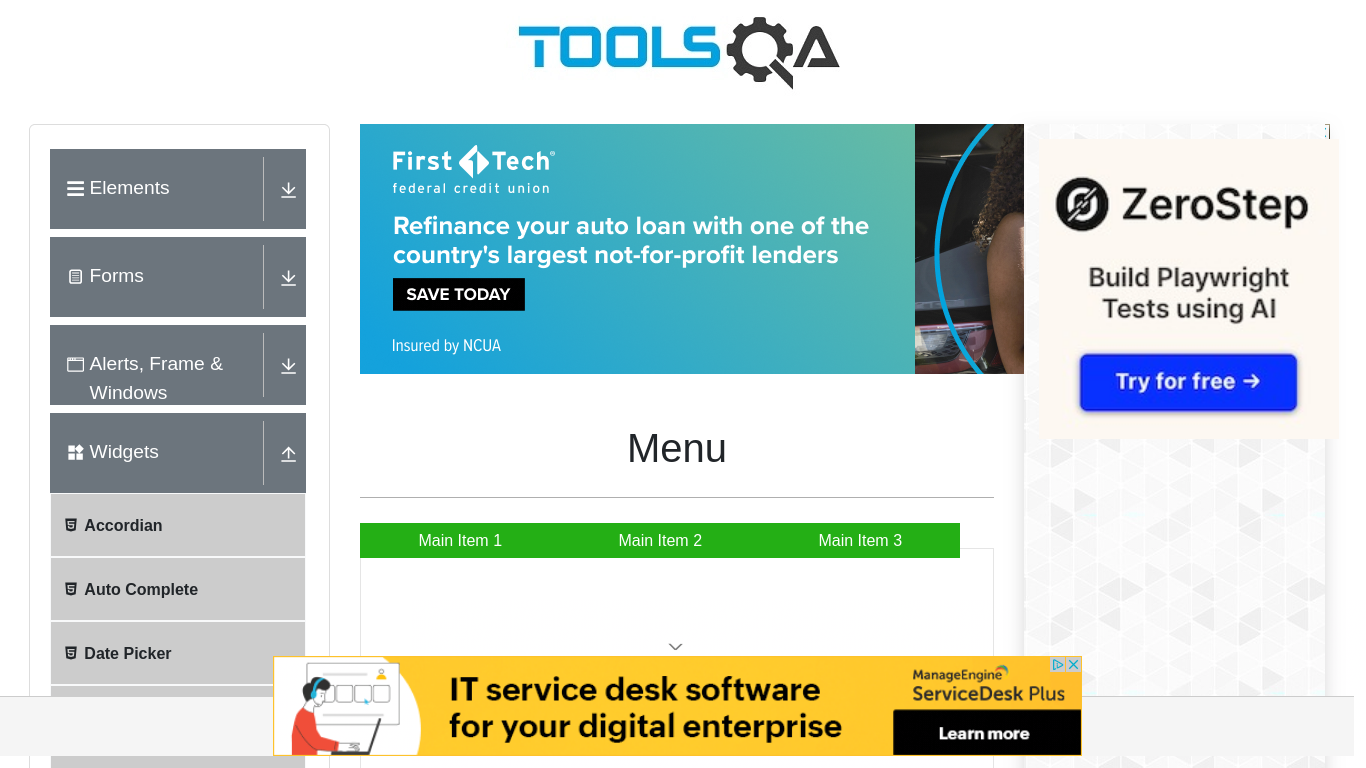 TOOLSQA
Elements
Forms
Alerts, Frame &
Windows
Widgets
Accordian
Auto Complete
Date Picker
First Tech®
federal credit union
Refinance your auto loan with one of the
country's largest not-for-profit lenders
SAVE TODAY
Insured by NCUA
ZeroStep
Build Playwright
Tests using AI
Try for free →
Menu
Main Item 1
Main Item 2
Main Item 3
IT service desk software
for your digital enterprise
ManageEngine
ServiceDesk Plus
Learn more